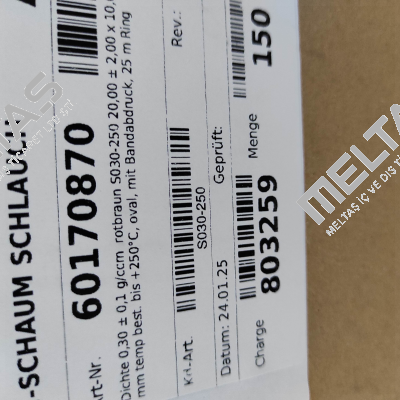 -SCHAUM SCHLAUCH
Art-Nr. 60170870
Dichte 0,30 ± 0,1 g/ccm rotbraun S030-250 20,00 ± 2,00 x 10,0
mm temp best. bis +250°C, oval, mit Bandabdruck, 25 m Ring
Kd-Art. S030-250 Rev.:
Datum: 24.01.25 Geprüft:
Charge 803259 Menge 150
MELTAŞ
MELTAŞ İÇ VE DIŞ